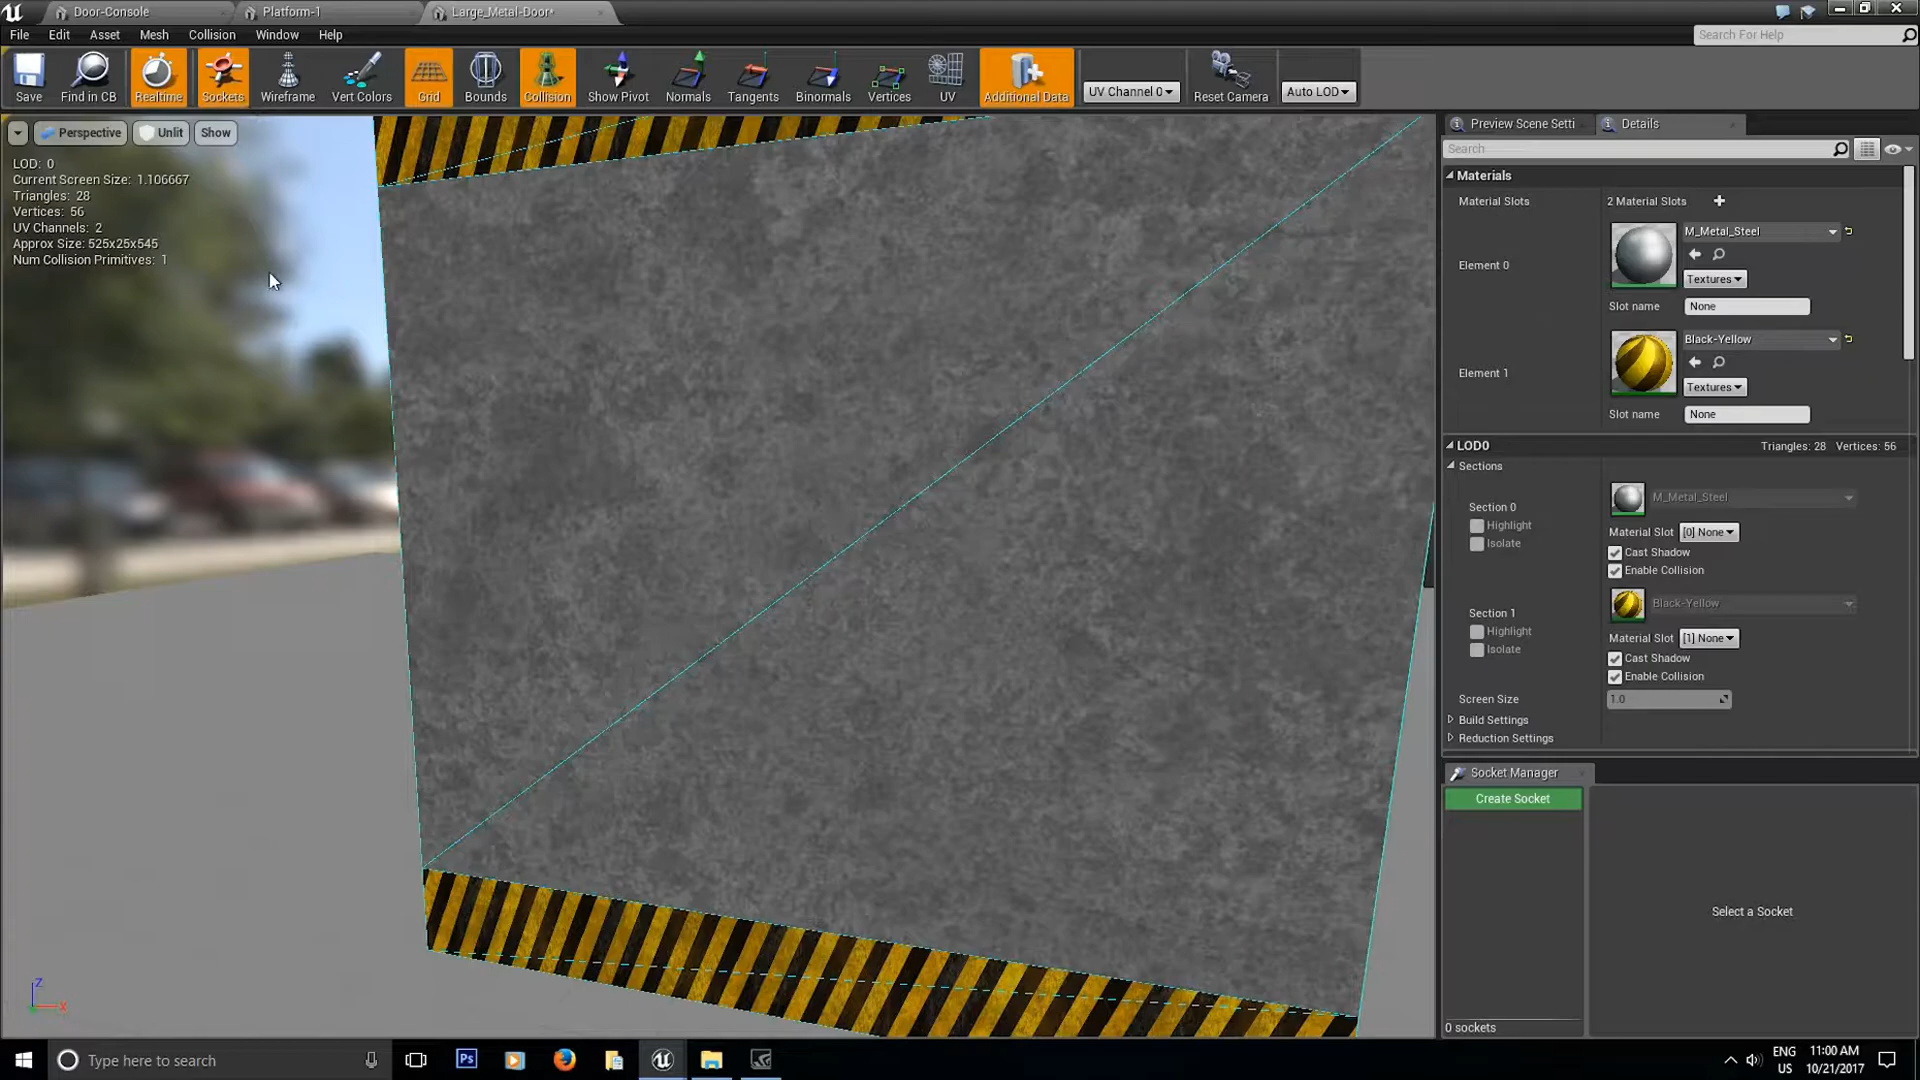 Door-Console
Platform-1
Large_Metal-Door*
File Edit Asset Mesh Collision Window Help
Search For Help
Save
Find in CB
Realtime
Sockets
Wireframe
Vert Colors
Grid
Bounds
Collision
Show Pivot
Normals
Tangents
Binormals
Vertices
UV
Additional Data
UV Channel 0
Reset Camera
Auto LOD
Perspective
Unlit
Show
LOD: 0
Current Screen Size: 1.106667
Triangles: 28
Vertices: 56
UV Channels: 2
Approx Size: 525x25x545
Num Collision Primitives: 1
Z
X
Preview Scene Setti
Details
Search
Materials
Material Slots
2 Material Slots
Element 0
M_Metal_Steel
Textures
Slot name
None
Element 1
Black-Yellow
Textures
Slot name
None
LOD0
Triangles: 28 Vertices: 56
Sections
Section 0
Highlight
Isolate
M_Metal_Steel
Material Slot [0] None
Cast Shadow
Enable Collision
Section 1
Highlight
Isolate
Black-Yellow
Material Slot [1] None
Cast Shadow
Enable Collision
Screen Size
1.0
Build Settings
Reduction Settings
Socket Manager
Create Socket
Select a Socket
0 sockets
Type here to search
Ps
ENG
US
11:00 AM
10/21/2017